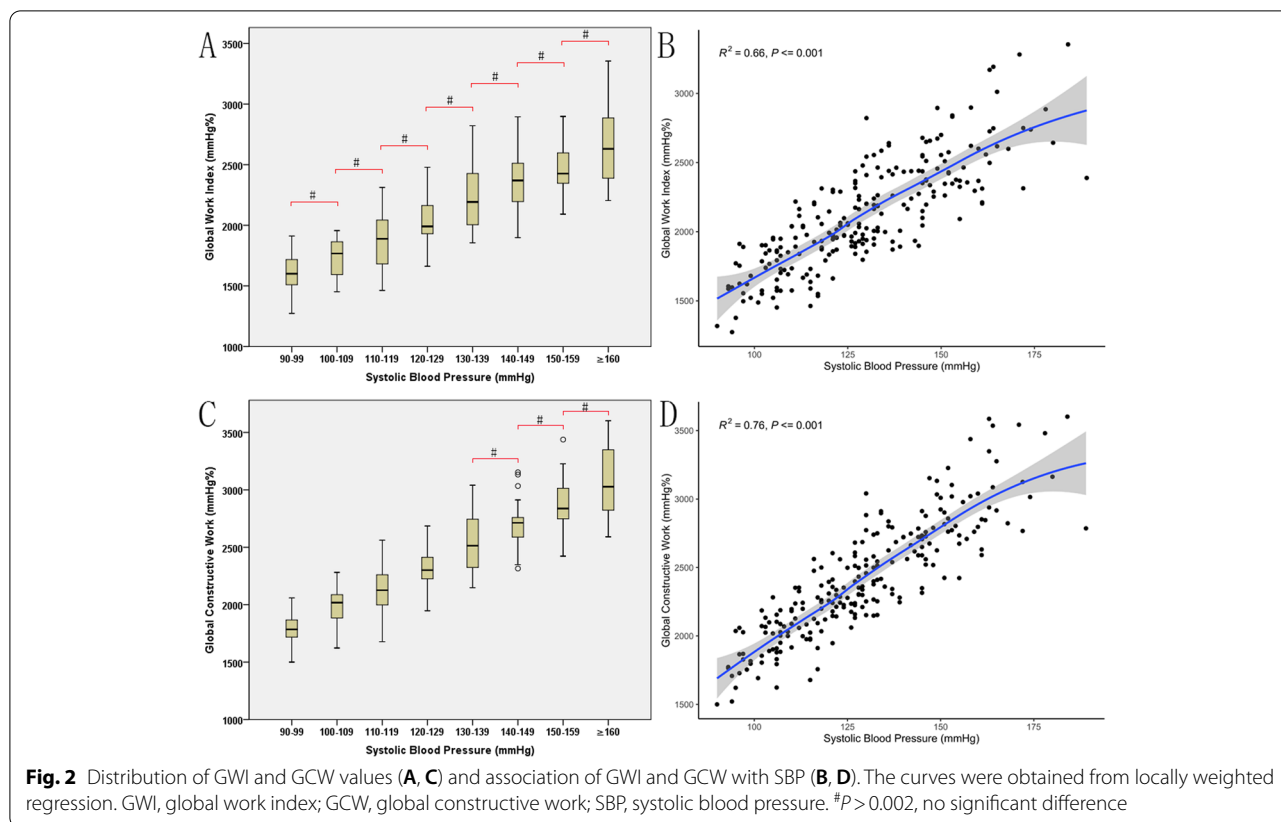 A
#
#
#
#
#
#
#
3500
3000
2500
2000
1500
1000
Global Work Index (mmHg%)
90-99 100-109 110-119 120-129 130-139 140-149 150-159 ≥160
Systolic Blood Pressure (mmHg)
B
R² = 0.66, P <= 0.001
3500
3000
2500
2000
1500
Global Work Index (mmHg%)
100 125 150 175
Systolic Blood Pressure (mmHg)
C
#
#
#
3500
3000
2500
2000
1500
1000
Global Constructive Work (mmHg%)
90-99 100-109 110-119 120-129 130-139 140-149 150-159 ≥160
Systolic Blood Pressure (mmHg)
D
R² = 0.76, P <= 0.001
3500
3000
2500
2000
1500
Global Constructive Work (mmHg%)
100 125 150 175
Systolic Blood Pressure (mmHg)
Fig. 2 Distribution of GWI and GCW values (A, C) and association of GWI and GCW with SBP (B, D). The curves were obtained from locally weighted
regression. GWI, global work index; GCW, global constructive work; SBP, systolic blood pressure. #P > 0.002, no significant difference